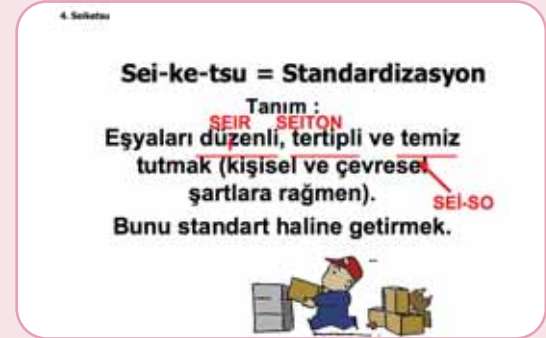 4. Seiketsu
Sei-ke-tsu = Standardizasyon
Tanım :
SEIR SEITON
I
Eşyaları düzenli, tertipli ve temiz
tutmak (kişisel ve çevresel
şartlara rağmen).
SEİ-SO
Bunu standart haline getirmek.